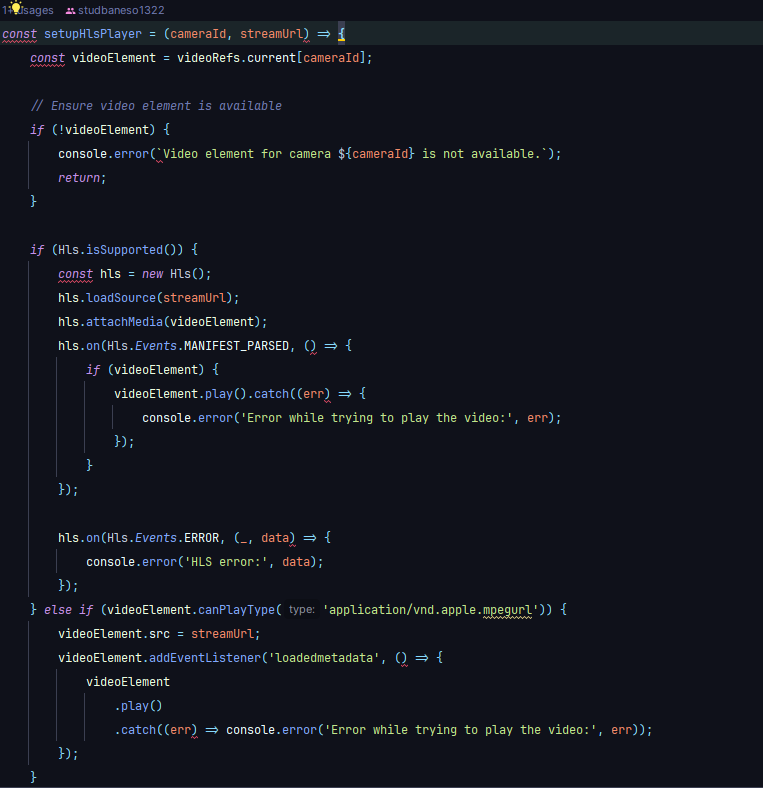 1+ usages studbaneso1322
const setupHlsPlayer = (cameraId, streamUrl) => {
    const videoElement = videoRefs.current[cameraId];

    // Ensure video element is available
    if (!videoElement) {
        console.error(`Video element for camera ${cameraId} is not available.`);
        return;
    }

    if (Hls.isSupported()) {
        const hls = new Hls();
        hls.loadSource(streamUrl);
        hls.attachMedia(videoElement);
        hls.on(Hls.Events.MANIFEST_PARSED, () => {
            if (videoElement) {
                videoElement.play().catch((err) => {
                    console.error('Error while trying to play the video:', err);
                });
            }
        });

        hls.on(Hls.Events.ERROR, (_, data) => {
            console.error('HLS error:', data);
        });
    } else if (videoElement.canPlayType( type: 'application/vnd.apple.mpegurl')) {
        videoElement.src = streamUrl;
        videoElement.addEventListener('loadedmetadata', () => {
            videoElement
                .play()
                .catch((err) => console.error('Error while trying to play the video:', err));
        });
    }